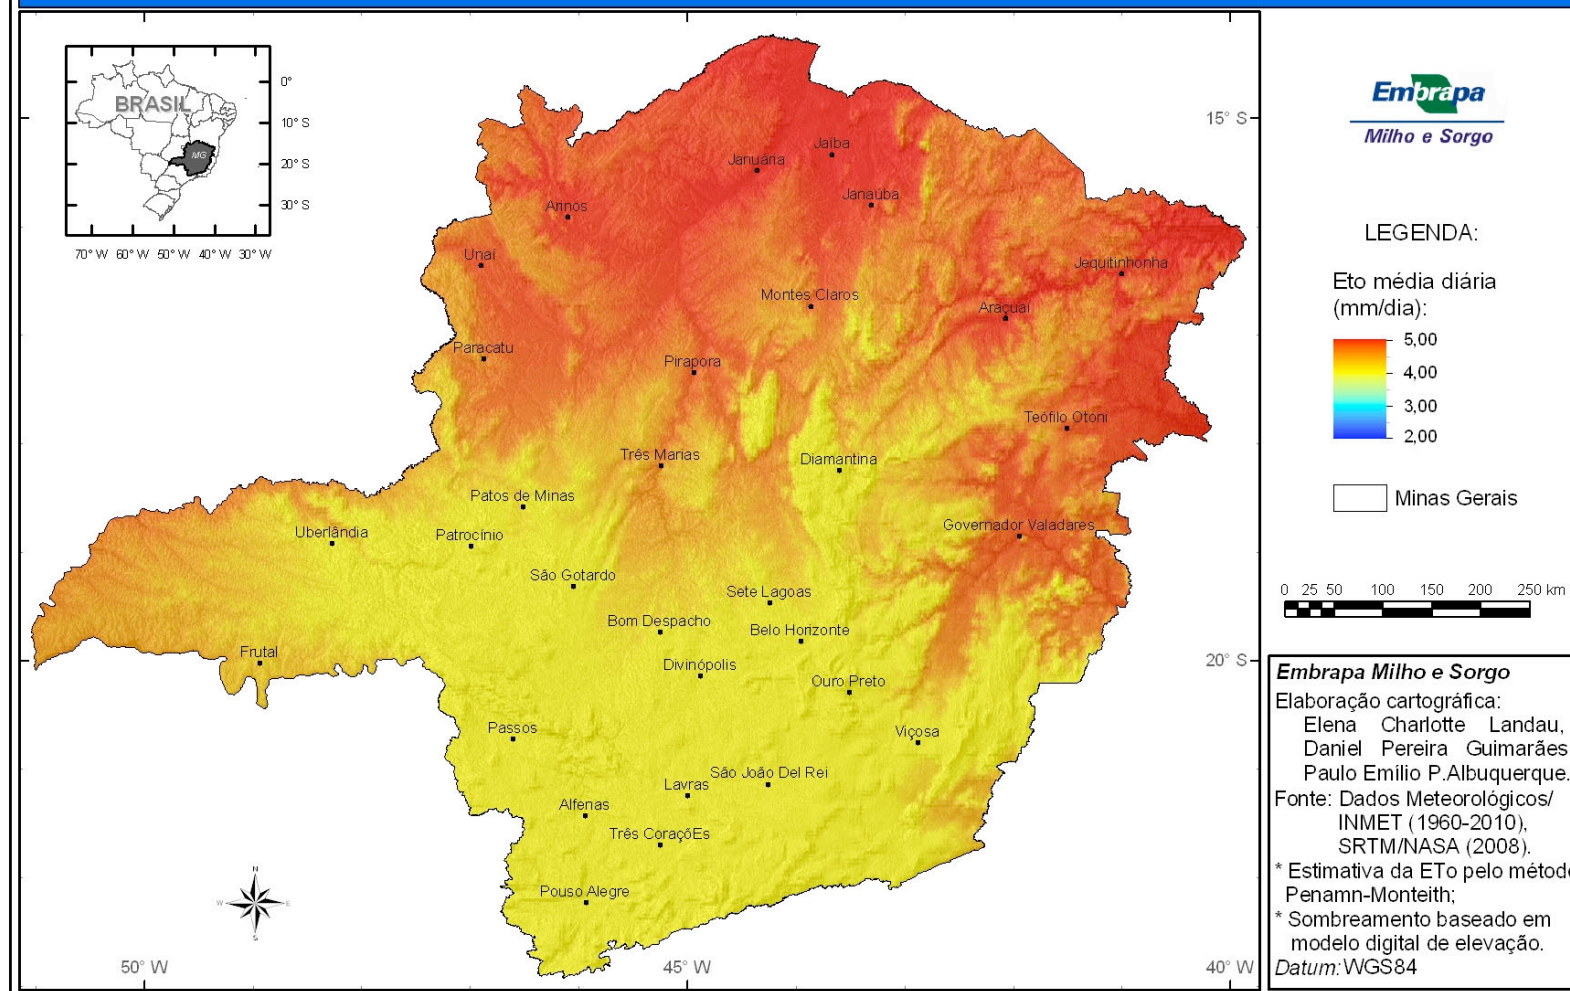 BRASIL
MG
0°
10° S
20° S
30° S
70° W 60° W 50° W 40° W 30° W
Jaíba
Januária
Janaúba
Arinos
Unaí
Jequitinhonha
Montes Claros
Araçuaí
Paracatu
Pirapora
Teófilo Otoni
Três Marias
Diamantina
Patos de Minas
Uberlândia
Patrocínio
Governador Valadares
São Gotardo
Sete Lagoas
Bom Despacho
Belo Horizonte
Frutal
Divinópolis
Ouro Preto
Passos
Viçosa
São João Del Rei
Lavras
Alfenas
Três CoraçõEs
Pouso Alegre
N
W
E
S
50° W
45° W
40° W
15° S
20° S
Embrapa
Milho e Sorgo
LEGENDA:
Eto média diária
(mm/dia):
5,00
4,00
3,00
2,00
Minas Gerais
0 25 50 100 150 200 250 km
Embrapa Milho e Sorgo
Elaboração cartográfica:
Elena Charlotte Landau,
Daniel Pereira Guimarães
Paulo Emílio P.Albuquerque.
Fonte: Dados Meteorológicos/
INMET (1960-2010),
SRTM/NASA (2008).
* Estimativa da ETo pelo método
Penamn-Monteith;
* Sombreamento baseado em
modelo digital de elevação.
Datum:WGS84